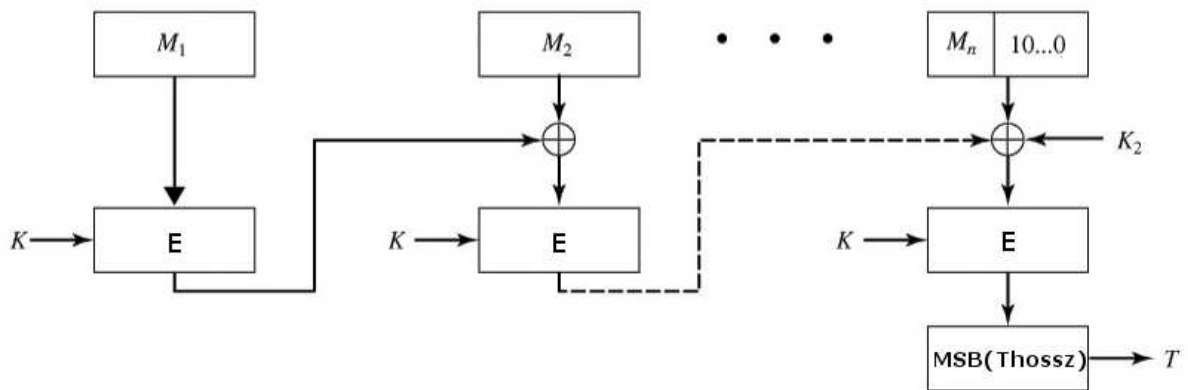 M₁
M₂
• • •
Mₙ 10...0
K₂
K E
K E
K E
MSB(Thossz) T